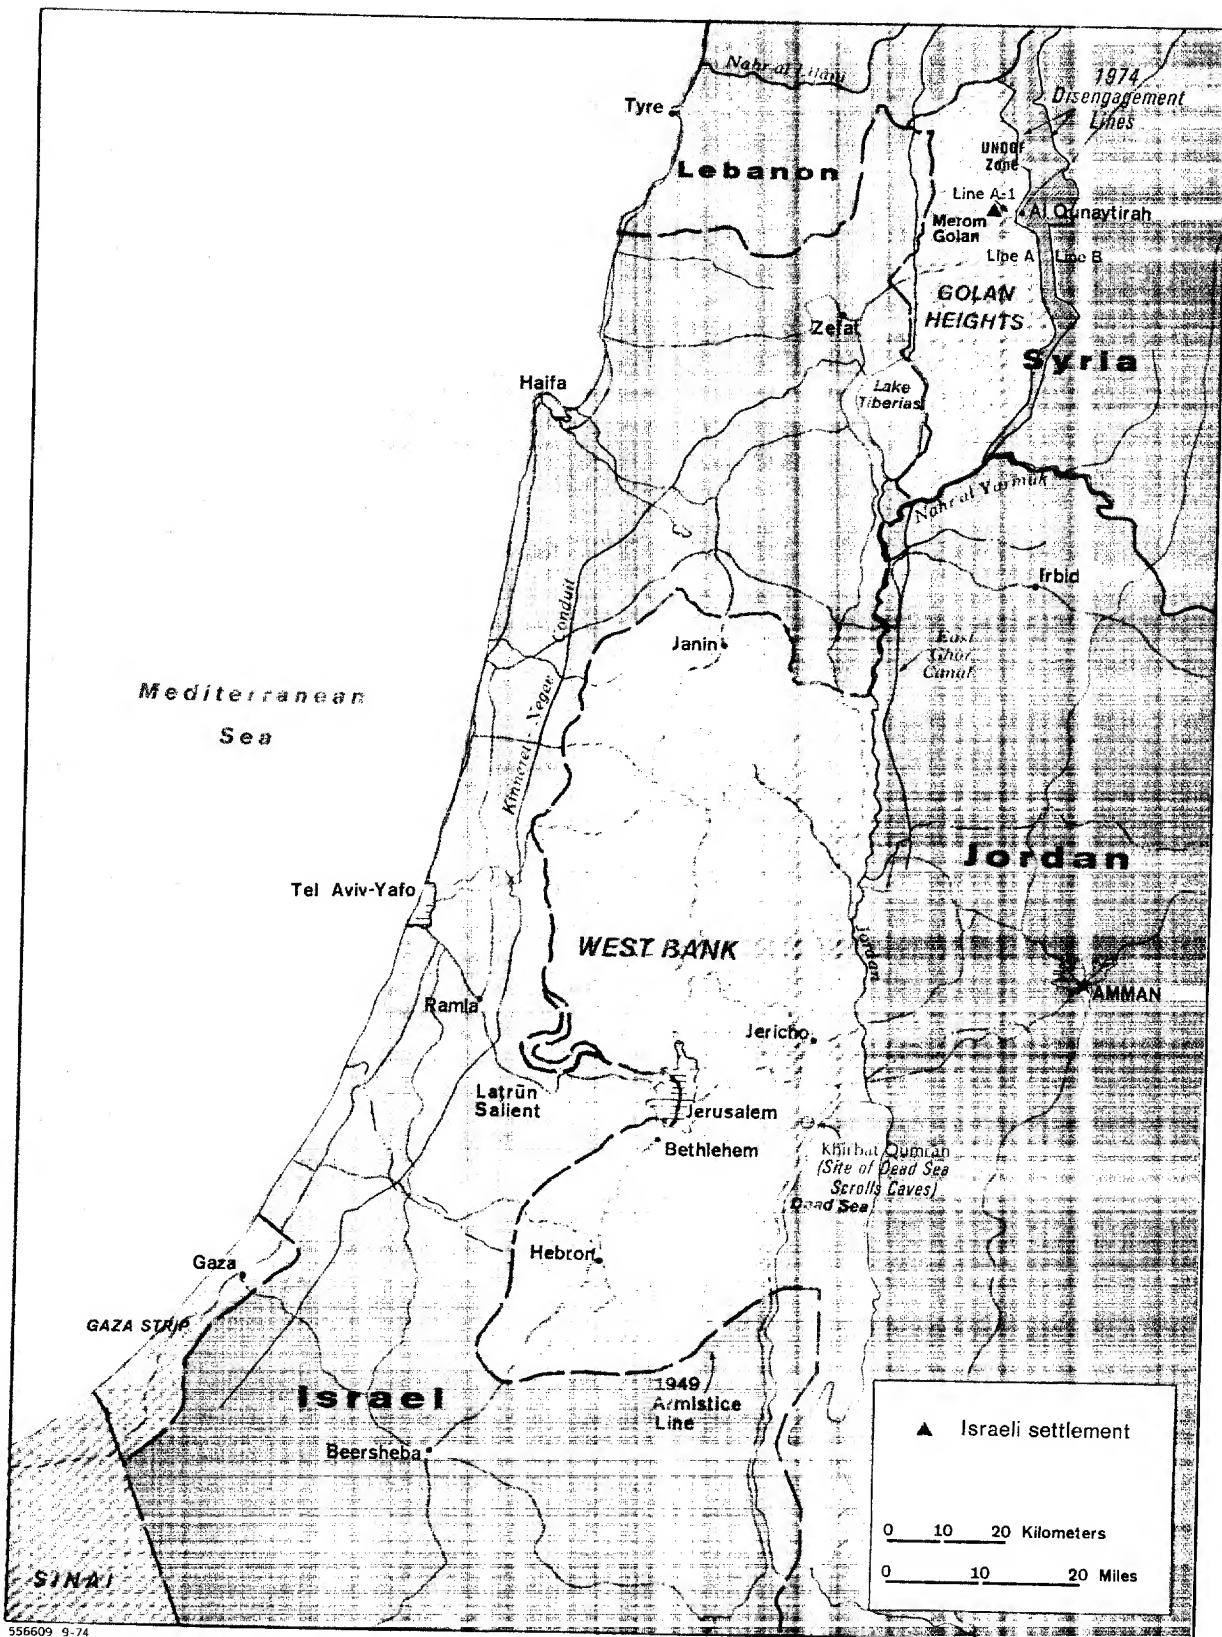 Nahr al Litani
1974
Disengagement
Lines
Tyre
UNDOF
Zone
Lebanon
Line A-1
Al Qunaytirah
Merom
Golan
Line A
Line B
GOLAN
HEIGHTS
Zefat
Syria
Haifa
Lake
Tiberias
Nahr al Yarmuk
Irbid
Conduit
Janin
East
Ghor
Canal
Mediterranean
Sea
Kinneret - Negev
Jordan
Tel Aviv-Yafo
WEST BANK
Jordan
AMMAN
Ramla
Jericho
Laṭrūn
Salient
Jerusalem
Bethlehem
Khirbat Qumran
(Site of Dead Sea
Scrolls Caves)
Dead Sea
Hebron
Gaza
GAZA STRIP
Israel
1949
Armistice
Line
Beersheba
▲ Israeli settlement
0 10 20 Kilometers
0 10 20 Miles
SINAI
556609 9-74